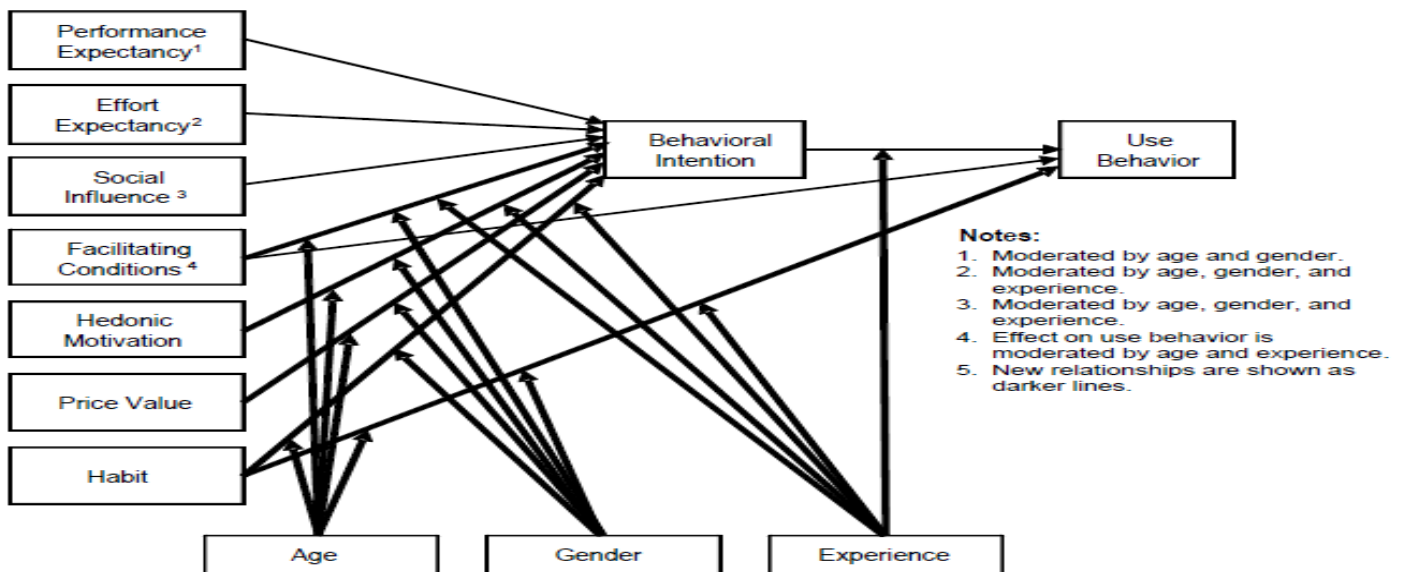 Performance
Expectancy¹
Effort
Expectancy²
Social
Influence ³
Facilitating
Conditions ⁴
Hedonic
Motivation
Price Value
Habit
Behavioral
Intention
Use
Behavior
Notes:
1. Moderated by age and gender.
2. Moderated by age, gender, and
experience.
3. Moderated by age, gender, and
experience.
4. Effect on use behavior is
moderated by age and experience.
5. New relationships are shown as
darker lines.
Age
Gender
Experience